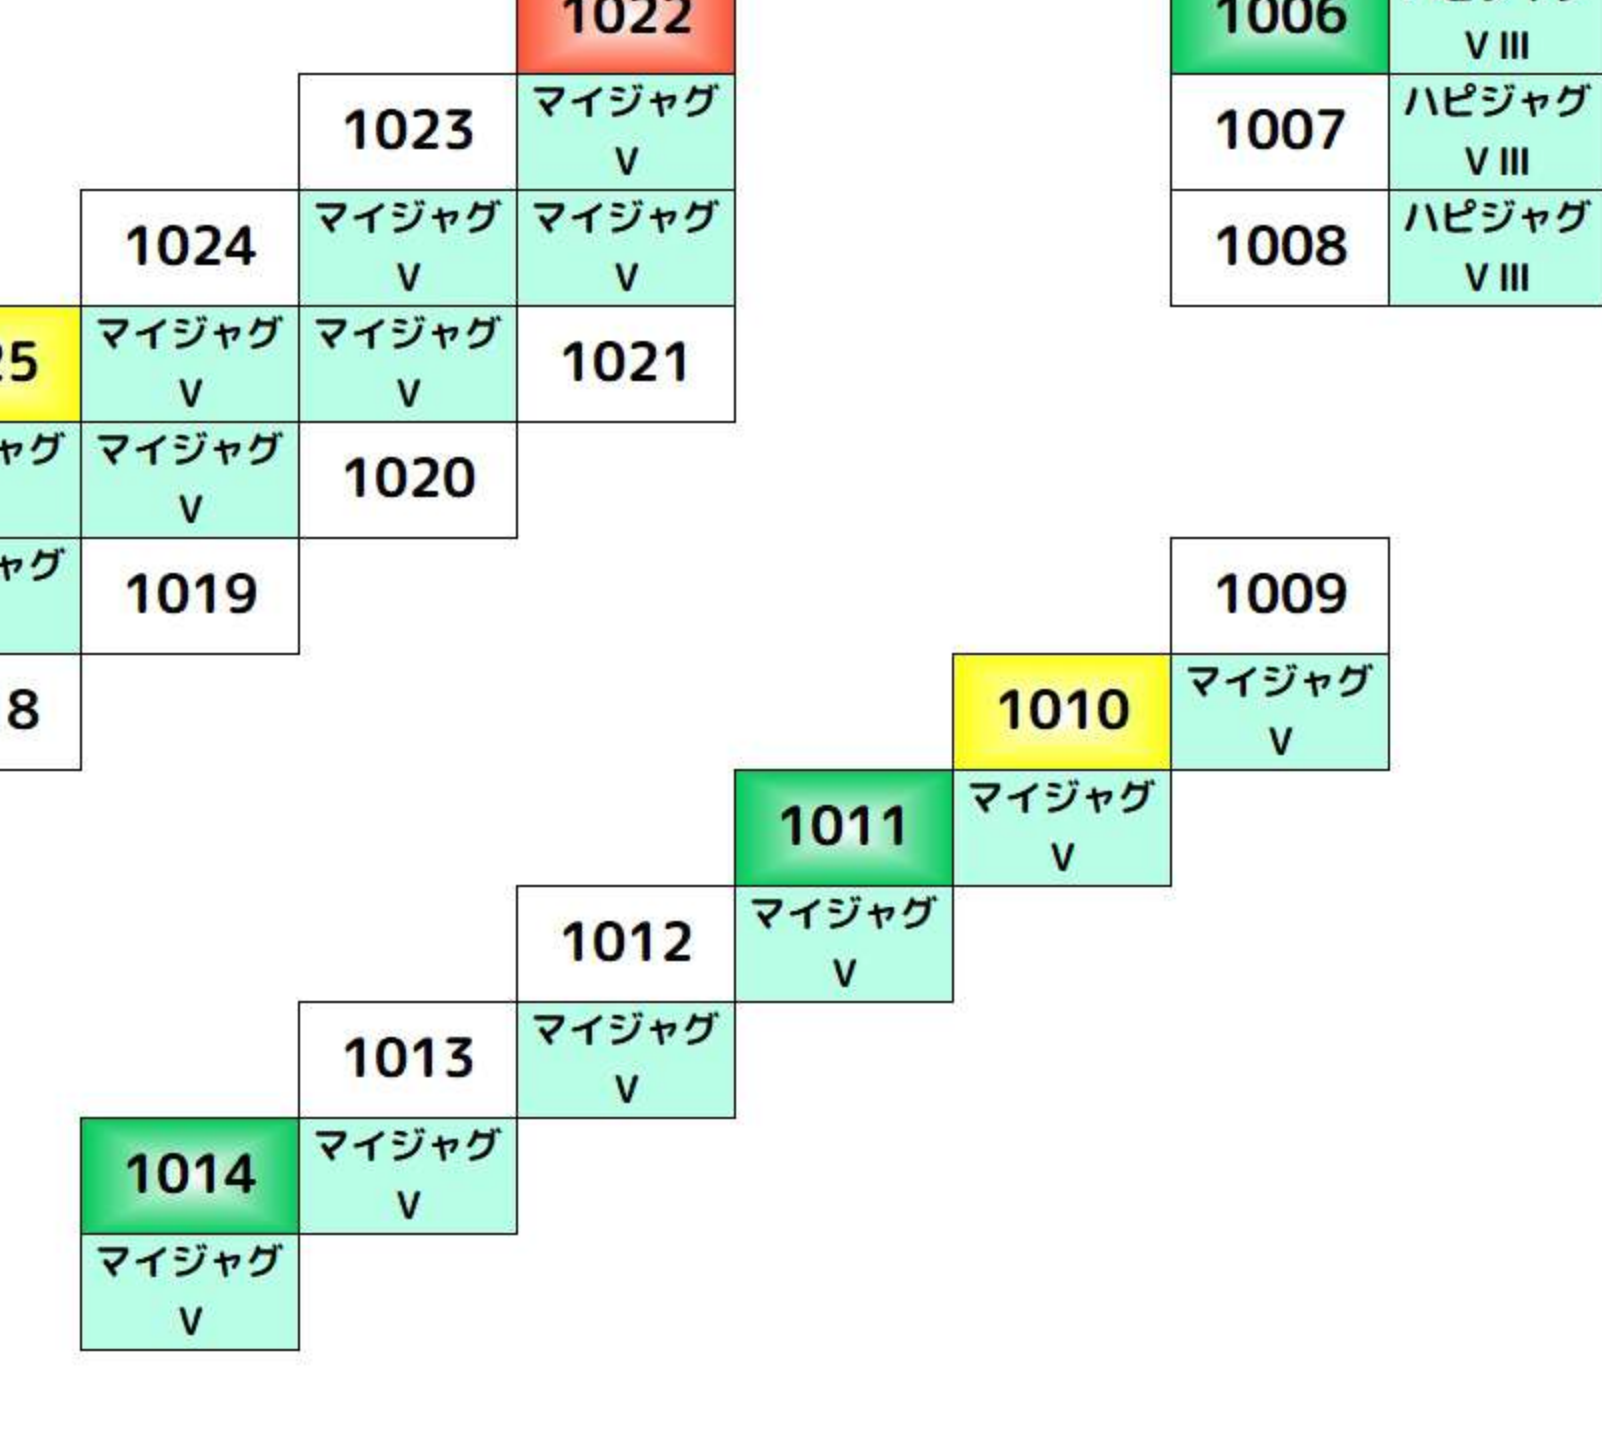 1022 1006
V III
1023 マイジャグ 1007 ハピジャグ
V V III
1024 マイジャグ マイジャグ 1008 ハピジャグ
V V V III
マイジャグ マイジャグ 1021
V V
マイジャグ 1020
V
1019 1009
1010 マイジャグ
V
1011 マイジャグ
V
1012 マイジャグ
V
1013 マイジャグ
V
1014 マイジャグ
V
マイジャグ
V